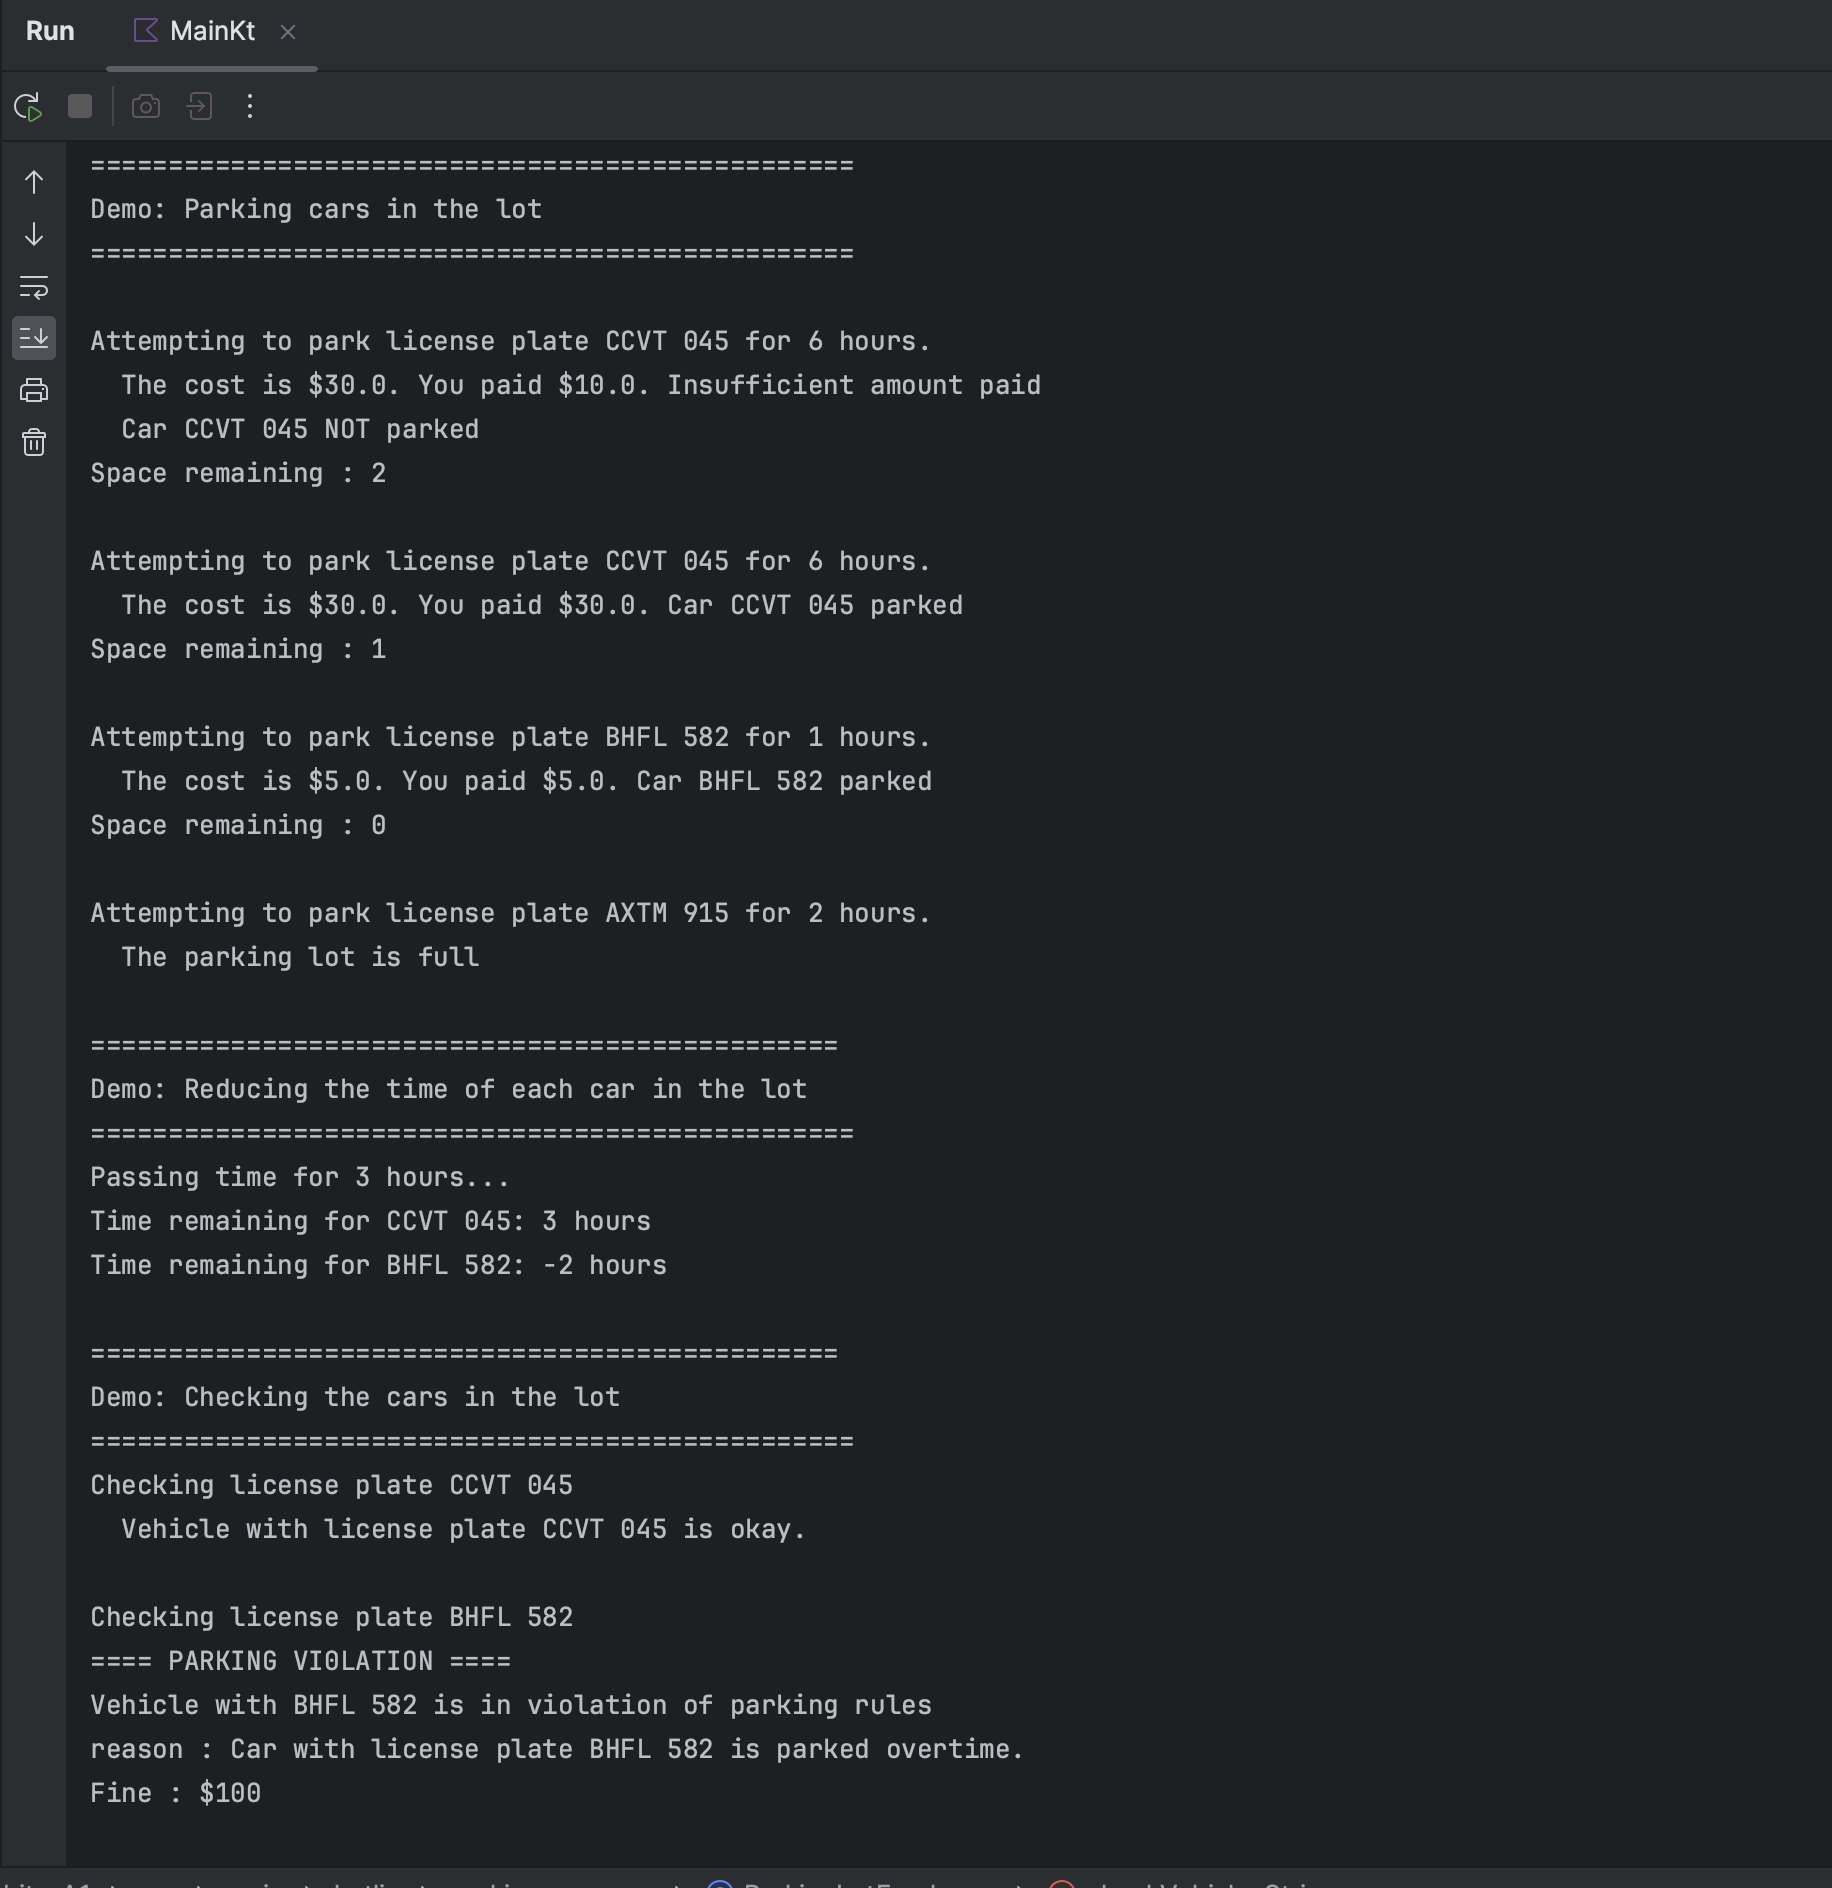 Run MainKt
=================================================
Demo: Parking cars in the lot
=================================================
Attempting to park license plate CCVT 045 for 6 hours.
The cost is $30.0. You paid $10.0. Insufficient amount paid
Car CCVT 045 NOT parked
Space remaining : 2
Attempting to park license plate CCVT 045 for 6 hours.
The cost is $30.0. You paid $30.0. Car CCVT 045 parked
Space remaining : 1
Attempting to park license plate BHFL 582 for 1 hours.
The cost is $5.0. You paid $5.0. Car BHFL 582 parked
Space remaining : 0
Attempting to park license plate AXTM 915 for 2 hours.
The parking lot is full
================================================
Demo: Reducing the time of each car in the lot
=================================================
Passing time for 3 hours...
Time remaining for CCVT 045: 3 hours
Time remaining for BHFL 582: -2 hours
================================================
Demo: Checking the cars in the lot
=================================================
Checking license plate CCVT 045
Vehicle with license plate CCVT 045 is okay.
Checking license plate BHFL 582
==== PARKING VI0LATION ====
Vehicle with BHFL 582 is in violation of parking rules
reason : Car with license plate BHFL 582 is parked overtime.
Fine : $100